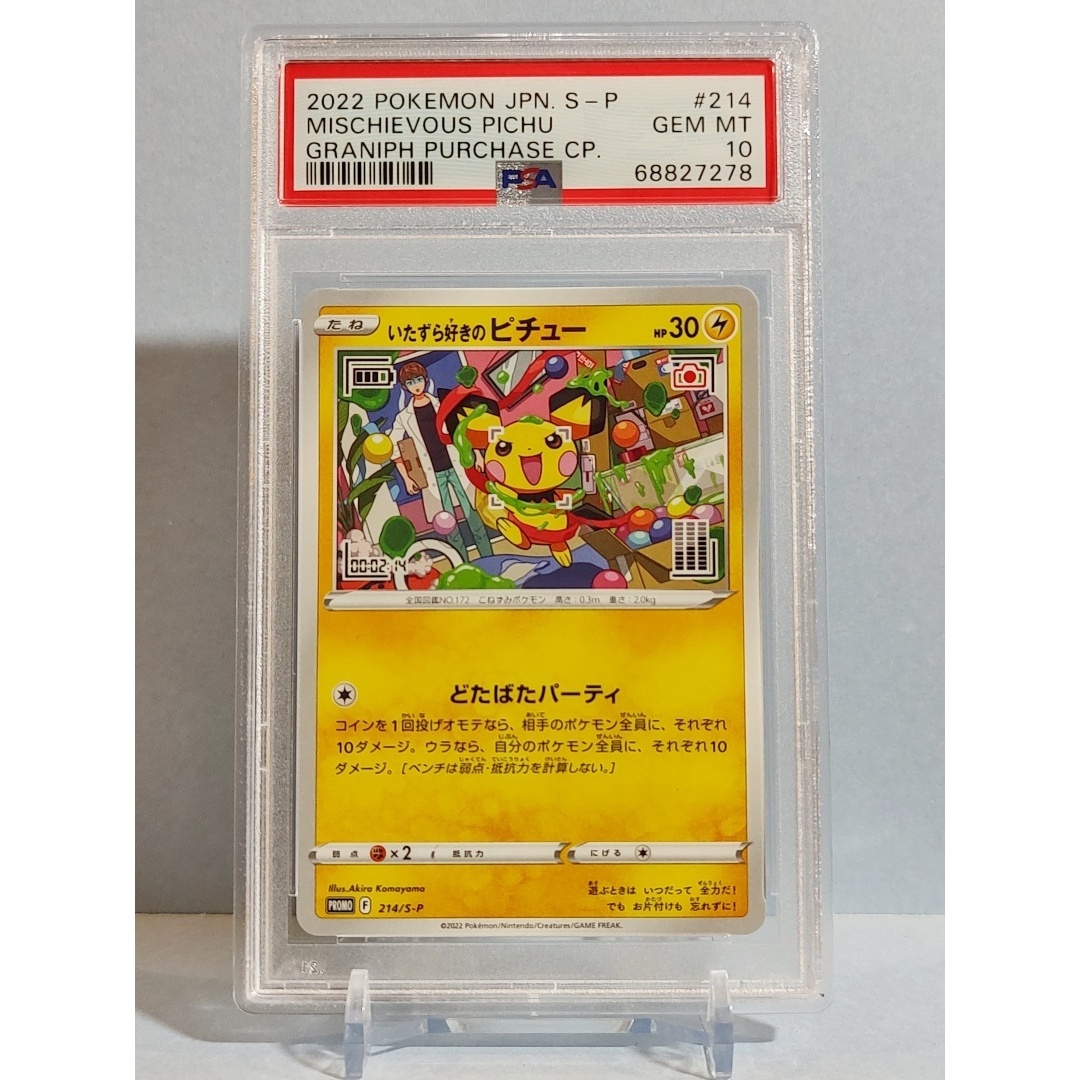 2022 POKEMON JPN. S-P #214
MISCHIEVOUS PICHU GEM MT
GRANIPH PURCHASE CP. 10
PSA 68827278
たね いたずら好きのピチュー HP30
00:02:14
全国図鑑NO.172 こねずみポケモン 高さ:0.3m 重さ:2.0kg
どたばたパーティ
コインを1回投げオモテなら、相手のポケモン全員に、それぞれ
10ダメージ。ウラなら、自分のポケモン全員に、それぞれ10
ダメージ。[ベンチは弱点・抵抗力を計算しない。]
弱点 ×2 抵抗力 にげる
Illus.Akira Komayama
PROMO F 214/S-P
遊ぶときは いつだって 全力だ!
でも お片付けも 忘れずに!
©2022 Pokémon/Nintendo/Creatures/GAME FREAK.